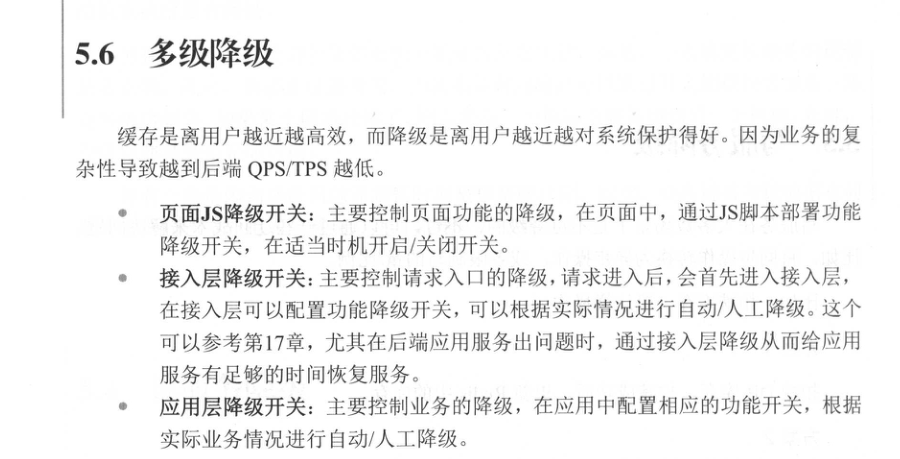 5.6 多级降级
缓存是离用户越近越高效，而降级是离用户越近越对系统保护得好。因为业务的复
杂性导致越到后端 QPS/TPS 越低。
• 页面JS降级开关：主要控制页面功能的降级，在页面中，通过JS脚本部署功能
降级开关，在适当时机开启/关闭开关。
• 接入层降级开关：主要控制请求入口的降级，请求进入后，会首先进入接入层，
在接入层可以配置功能降级开关，可以根据实际情况进行自动/人工降级。这个
可以参考第17章，尤其在后端应用服务出问题时，通过接入层降级从而给应用
服务有足够的时间恢复服务。
• 应用层降级开关：主要控制业务的降级，在应用中配置相应的功能开关，根据
实际业务情况进行自动/人工降级。